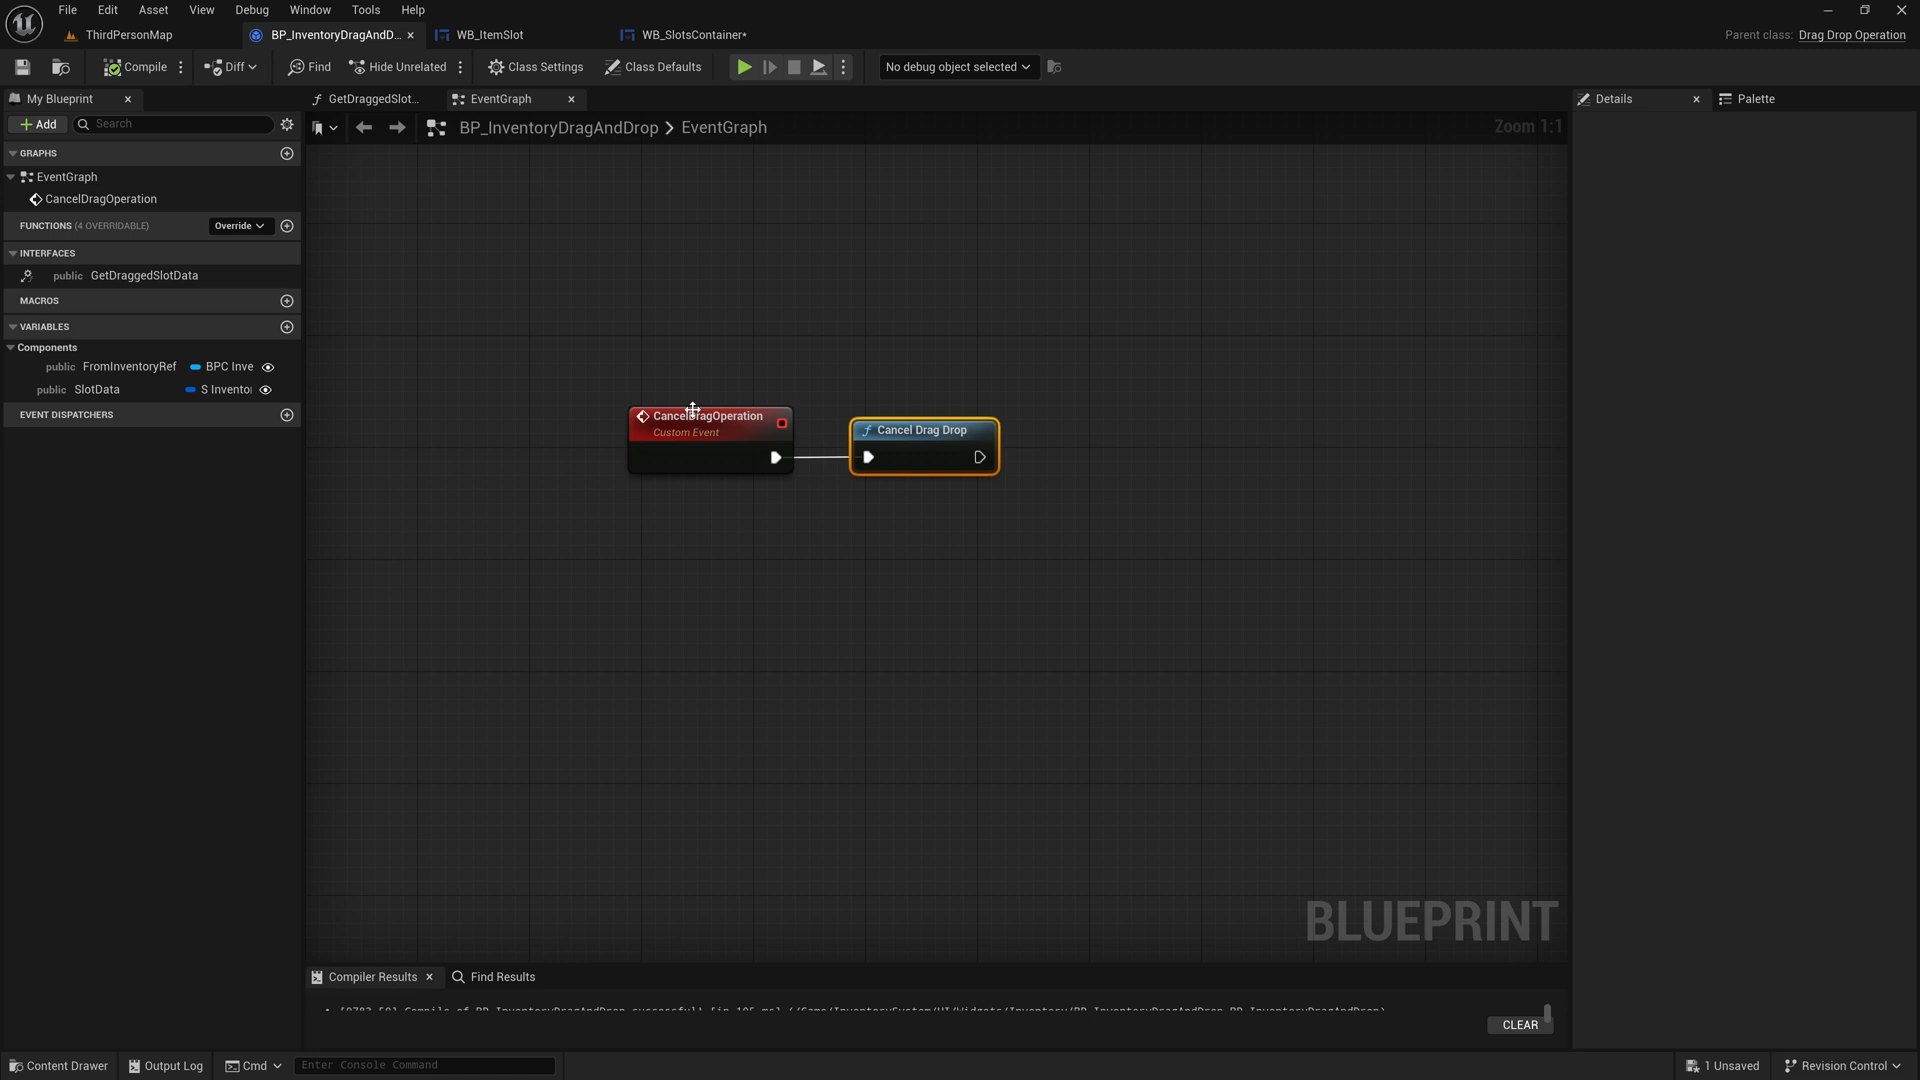 File Edit Asset View Debug Window Tools Help
ThirdPersonMap BP_InventoryDragAndD... WB_ItemSlot WB_SlotsContainer* Parent class: Drag Drop Operation
Compile Diff Find Hide Unrelated Class Settings Class Defaults No debug object selected
My Blueprint GetDraggedSlot... EventGraph Details Palette
Add Search BP_InventoryDragAndDrop > EventGraph Zoom 1:1
GRAPHS
EventGraph
CancelDragOperation
FUNCTIONS (4 OVERRIDABLE) Override
INTERFACES
public GetDraggedSlotData
MACROS
VARIABLES
Components
public FromInventoryRef BPC Inve
public SlotData S Invento
EVENT DISPATCHERS
CancelDragOperation
Custom Event
Cancel Drag Drop
BLUEPRINT
Compiler Results Find Results
CLEAR
Content Drawer Output Log Cmd Enter Console Command 1 Unsaved Revision Control